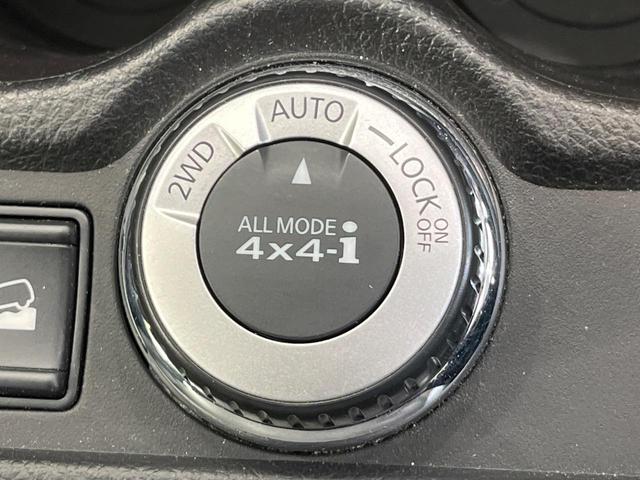 2WD
AUTO
LOCK
ON
OFF
ALL MODE
4x4-i